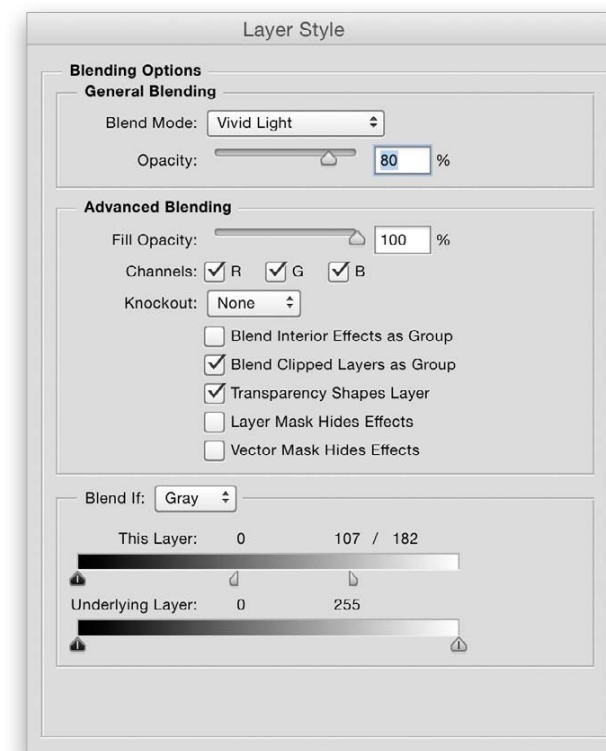 Layer Style
Blending Options
General Blending
Blend Mode: Vivid Light
Opacity: 80 %
Advanced Blending
Fill Opacity: 100 %
Channels: R G B
Knockout: None
Blend Interior Effects as Group
Blend Clipped Layers as Group
Transparency Shapes Layer
Layer Mask Hides Effects
Vector Mask Hides Effects
Blend If: Gray
This Layer: 0 107 / 182
Underlying Layer: 0 255